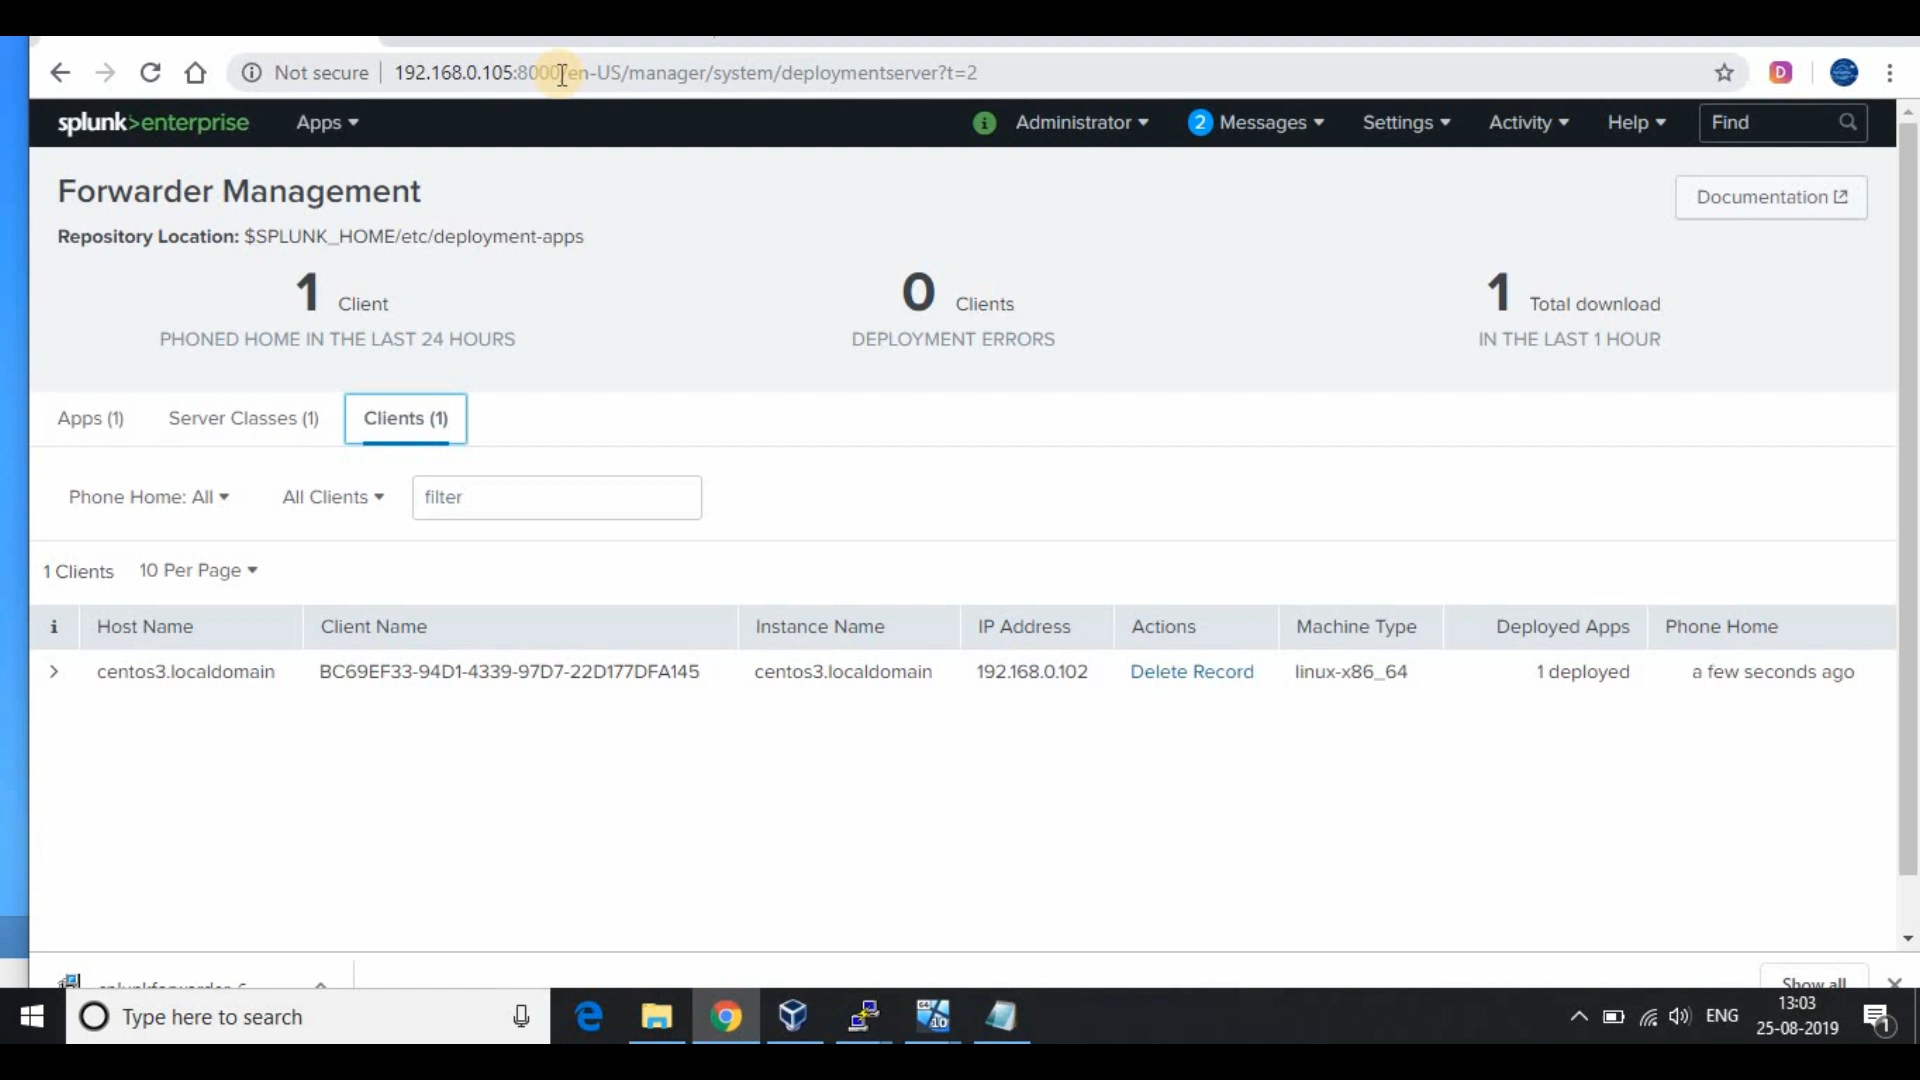 Not secure | 192.168.0.105:8000/en-US/manager/system/deploymentserver?t=2
D
splunk>enterprise Apps i Administrator 2 Messages Settings Activity Help Find
Forwarder Management
Documentation
Repository Location: $SPLUNK_HOME/etc/deployment-apps
1 Client 0 Clients 1 Total download
PHONED HOME IN THE LAST 24 HOURS DEPLOYMENT ERRORS IN THE LAST 1 HOUR
Apps (1) Server Classes (1) Clients (1)
Phone Home: All All Clients filter
1 Clients 10 Per Page
i Host Name Client Name Instance Name IP Address Actions Machine Type Deployed Apps Phone Home
centos3.localdomain BC69EF33-94D1-4339-97D7-22D177DFA145 centos3.localdomain 192.168.0.102 Delete Record linux-x86_64 1 deployed a few seconds ago
Show all
Type here to search
64 10
ENG
13:03
25-08-2019
1